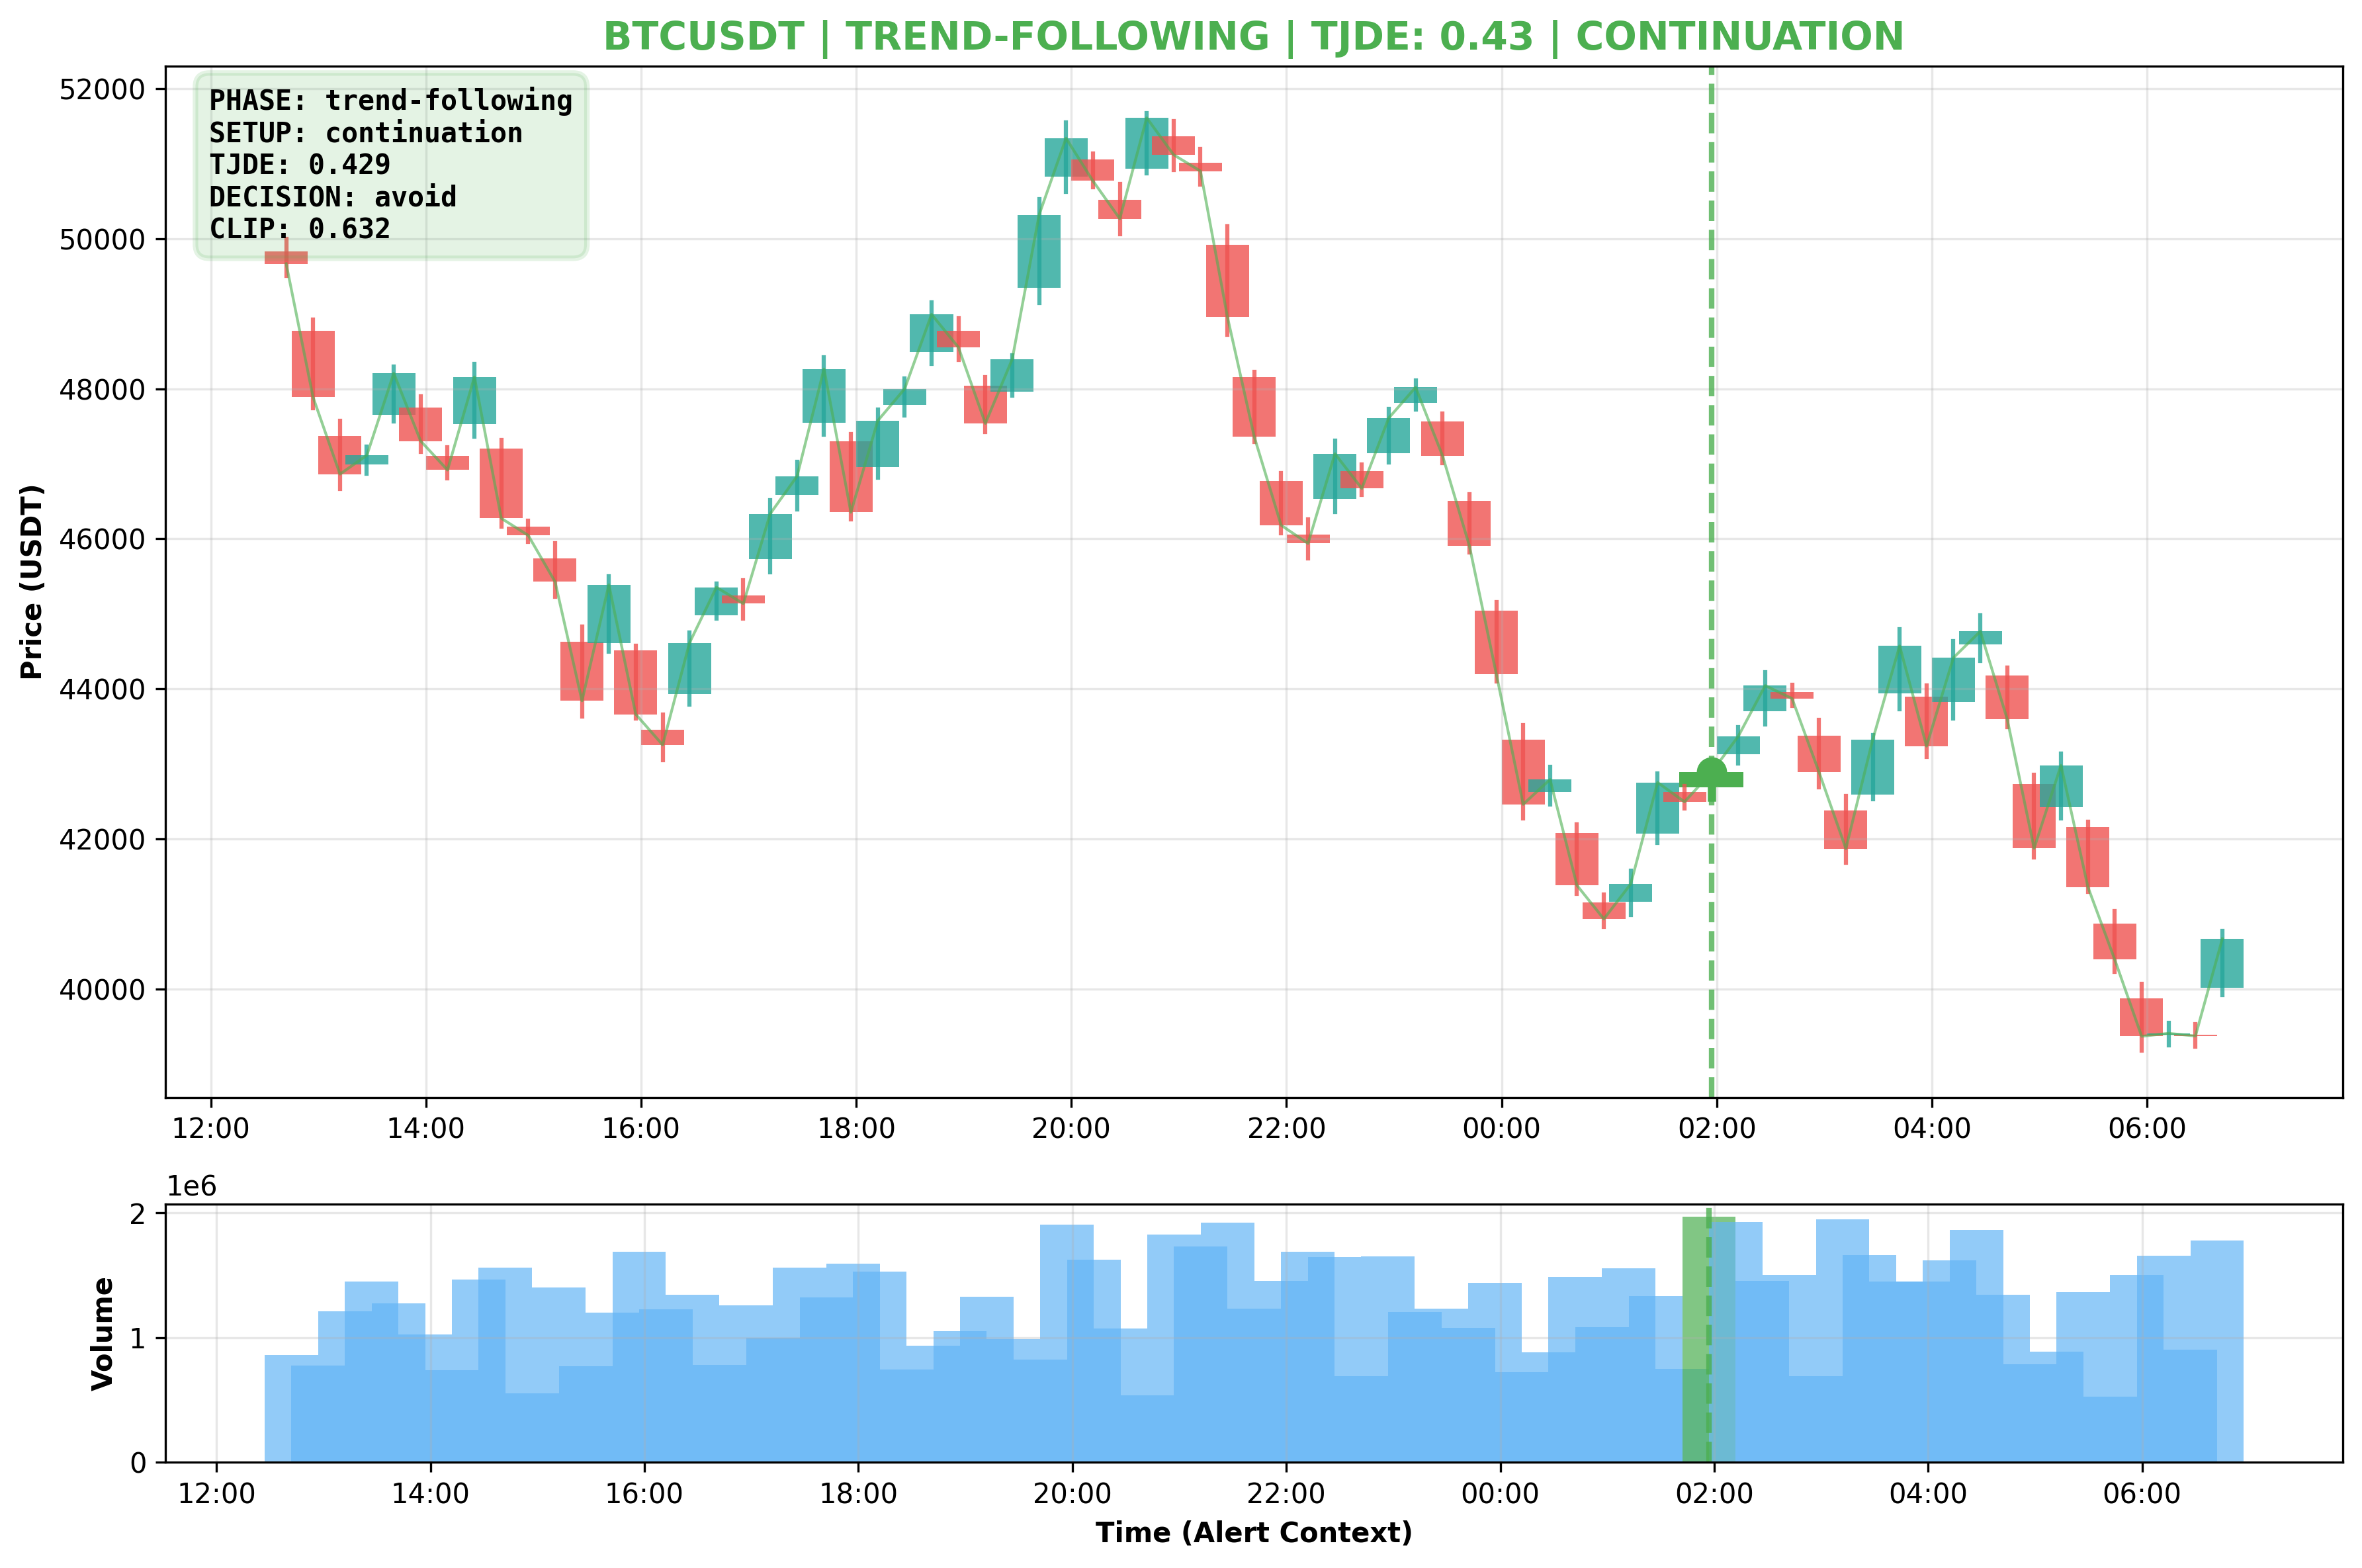 BTCUSDT | TREND-FOLLOWING | TJDE: 0.43 | CONTINUATION
PHASE: trend-following
SETUP: continuation
TJDE: 0.429
DECISION: avoid
CLIP: 0.632
Price (USDT)
52000
50000
48000
46000
44000
42000
40000
12:00 14:00 16:00 18:00 20:00 22:00 00:00 02:00 04:00 06:00
1e6
Volume
2
1
0
12:00 14:00 16:00 18:00 20:00 22:00 00:00 02:00 04:00 06:00
Time (Alert Context)